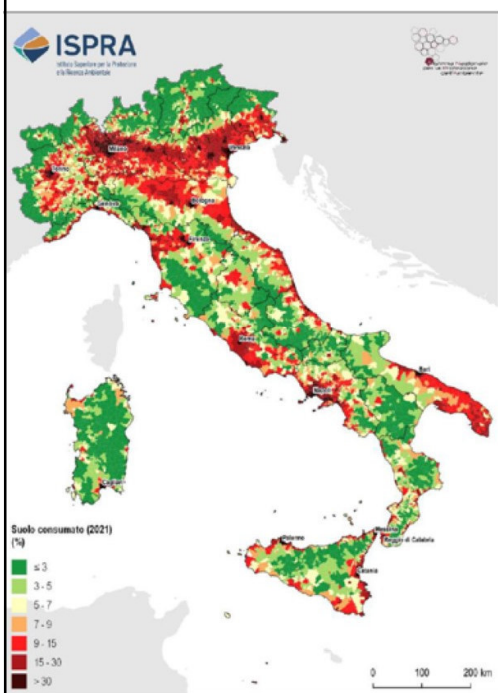 ISPRA
Istituto Superiore per la Protezione
e la Ricerca Ambientale
Milano
Venezia
Torino
Genova
Bologna
Firenze
Roma
Napoli
Bari
Cagliari
Palermo
Messina
Reggio di Calabria
Catania
Suolo consumato (2021)
(%)
≤ 3
3 - 5
5 - 7
7 - 9
9 - 15
15 - 30
> 30
0 100 200 km